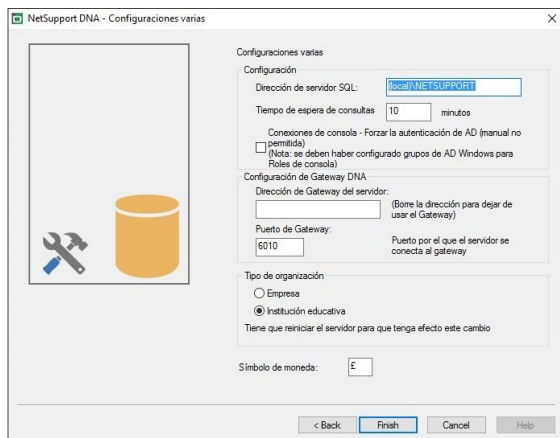 NetSupport DNA - Configuraciones varias
Configuraciones varias
Configuración
Dirección de servidor SQL:
(local)\NETSUPPORT
Tiempo de espera de consultas
10
minutos
Conexiones de consola - Forzar la autenticación de AD (manual no
permitida)
(Nota: se deben haber configurado grupos de AD Windows para
Roles de consola)
Configuración de Gateway DNA
Dirección de Gateway del servidor:
(Borre la dirección para dejar de
usar el Gateway)
Puerto de Gateway:
6010
Puerto por el que el servidor se
conecta al gateway
Tipo de organización
Empresa
Institución educativa
Tiene que reiniciar el servidor para que tenga efecto este cambio
Símbolo de moneda:
£
< Back
Finish
Cancel
Help